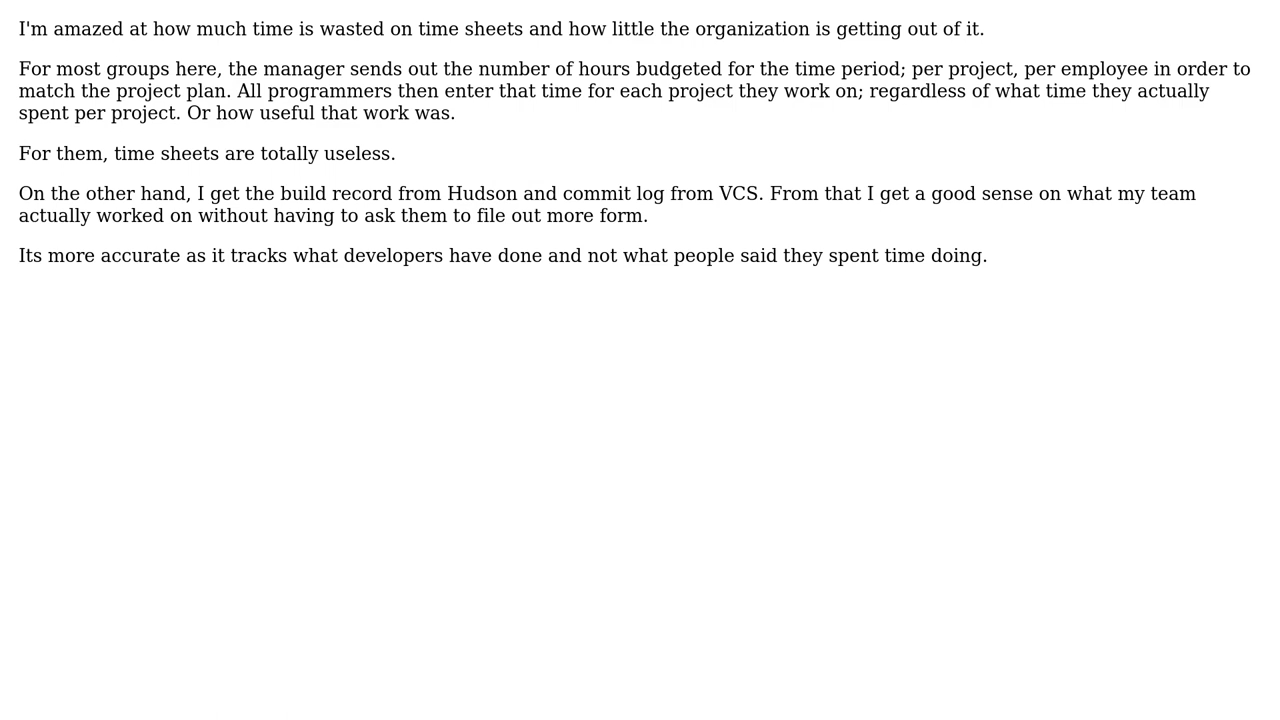 I'm amazed at how much time is wasted on time sheets and how little the organization is getting out of it.
For most groups here, the manager sends out the number of hours budgeted for the time period; per project, per employee in order to
match the project plan. All programmers then enter that time for each project they work on; regardless of what time they actually
spent per project. Or how useful that work was.
For them, time sheets are totally useless.
On the other hand, I get the build record from Hudson and commit log from VCS. From that I get a good sense on what my team
actually worked on without having to ask them to file out more form.
Its more accurate as it tracks what developers have done and not what people said they spent time doing.